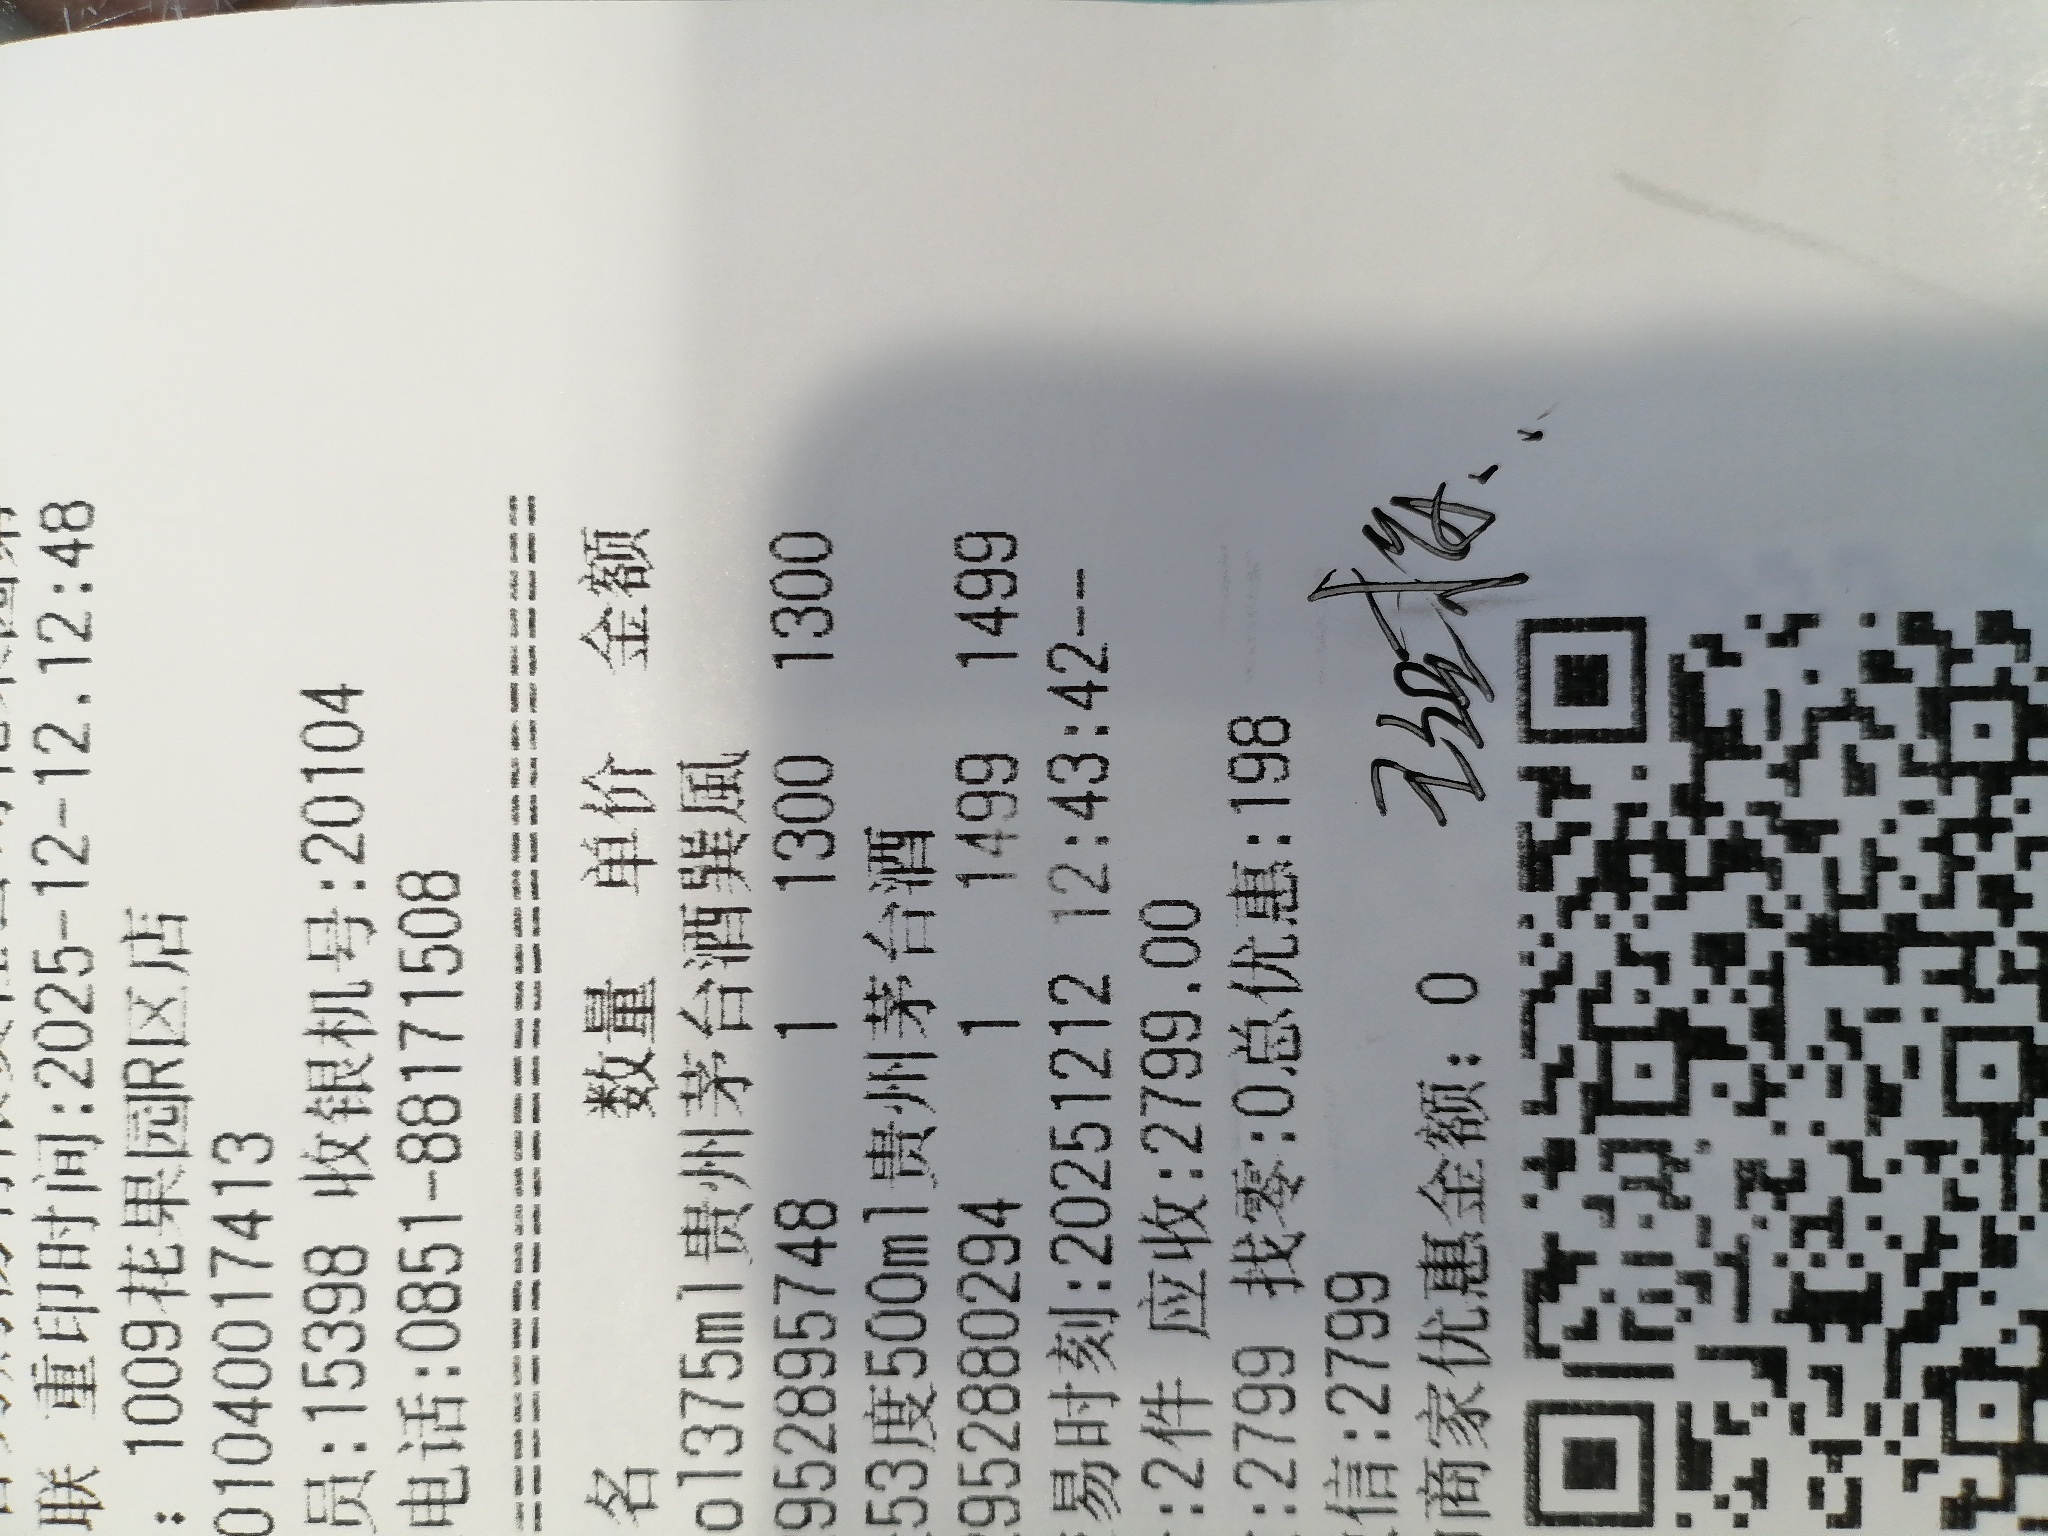 联 重印时间:2025-12-12.12:48
: 1009花果园R区店
01040017413
员:15398 收银机号:20104
电话:0851-88171508
================================
名 数量 单价 金额
ol375ml贵州茅台酒巽風
952895748 1 1300 1300
53度500ml贵州茅台酒
952880294 1 1499 1499
易时刻:20251212 12:43:42--
:2件 应收:2799.00
:2799 找零:0总优惠:198
信:2799
商家优惠金额: 0